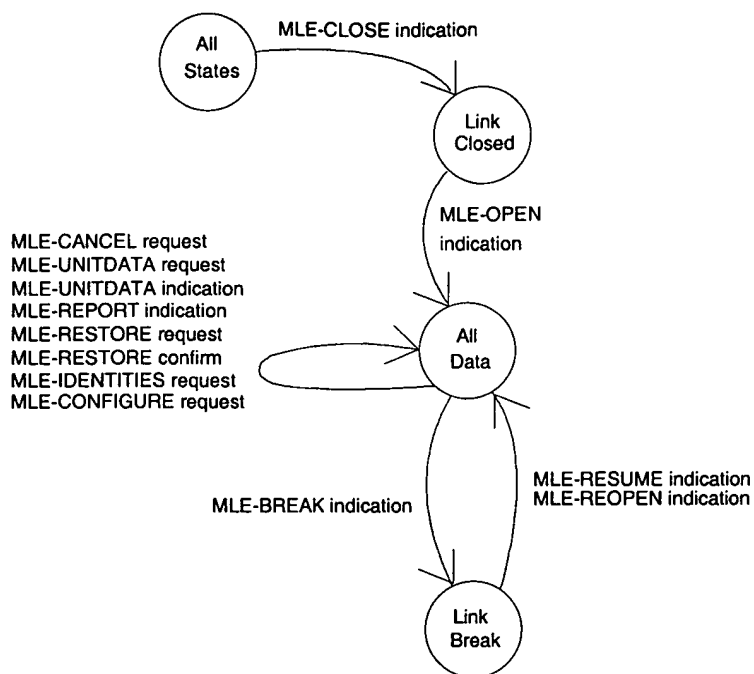 MLE-CLOSE indication
All
States
Link
Closed
MLE-OPEN
indication
MLE-CANCEL request
MLE-UNITDATA request
MLE-UNITDATA indication
MLE-REPORT indication
MLE-RESTORE request
MLE-RESTORE confirm
MLE-IDENTITIES request
MLE-CONFIGURE request
All
Data
MLE-BREAK indication
MLE-RESUME indication
MLE-REOPEN indication
Link
Break